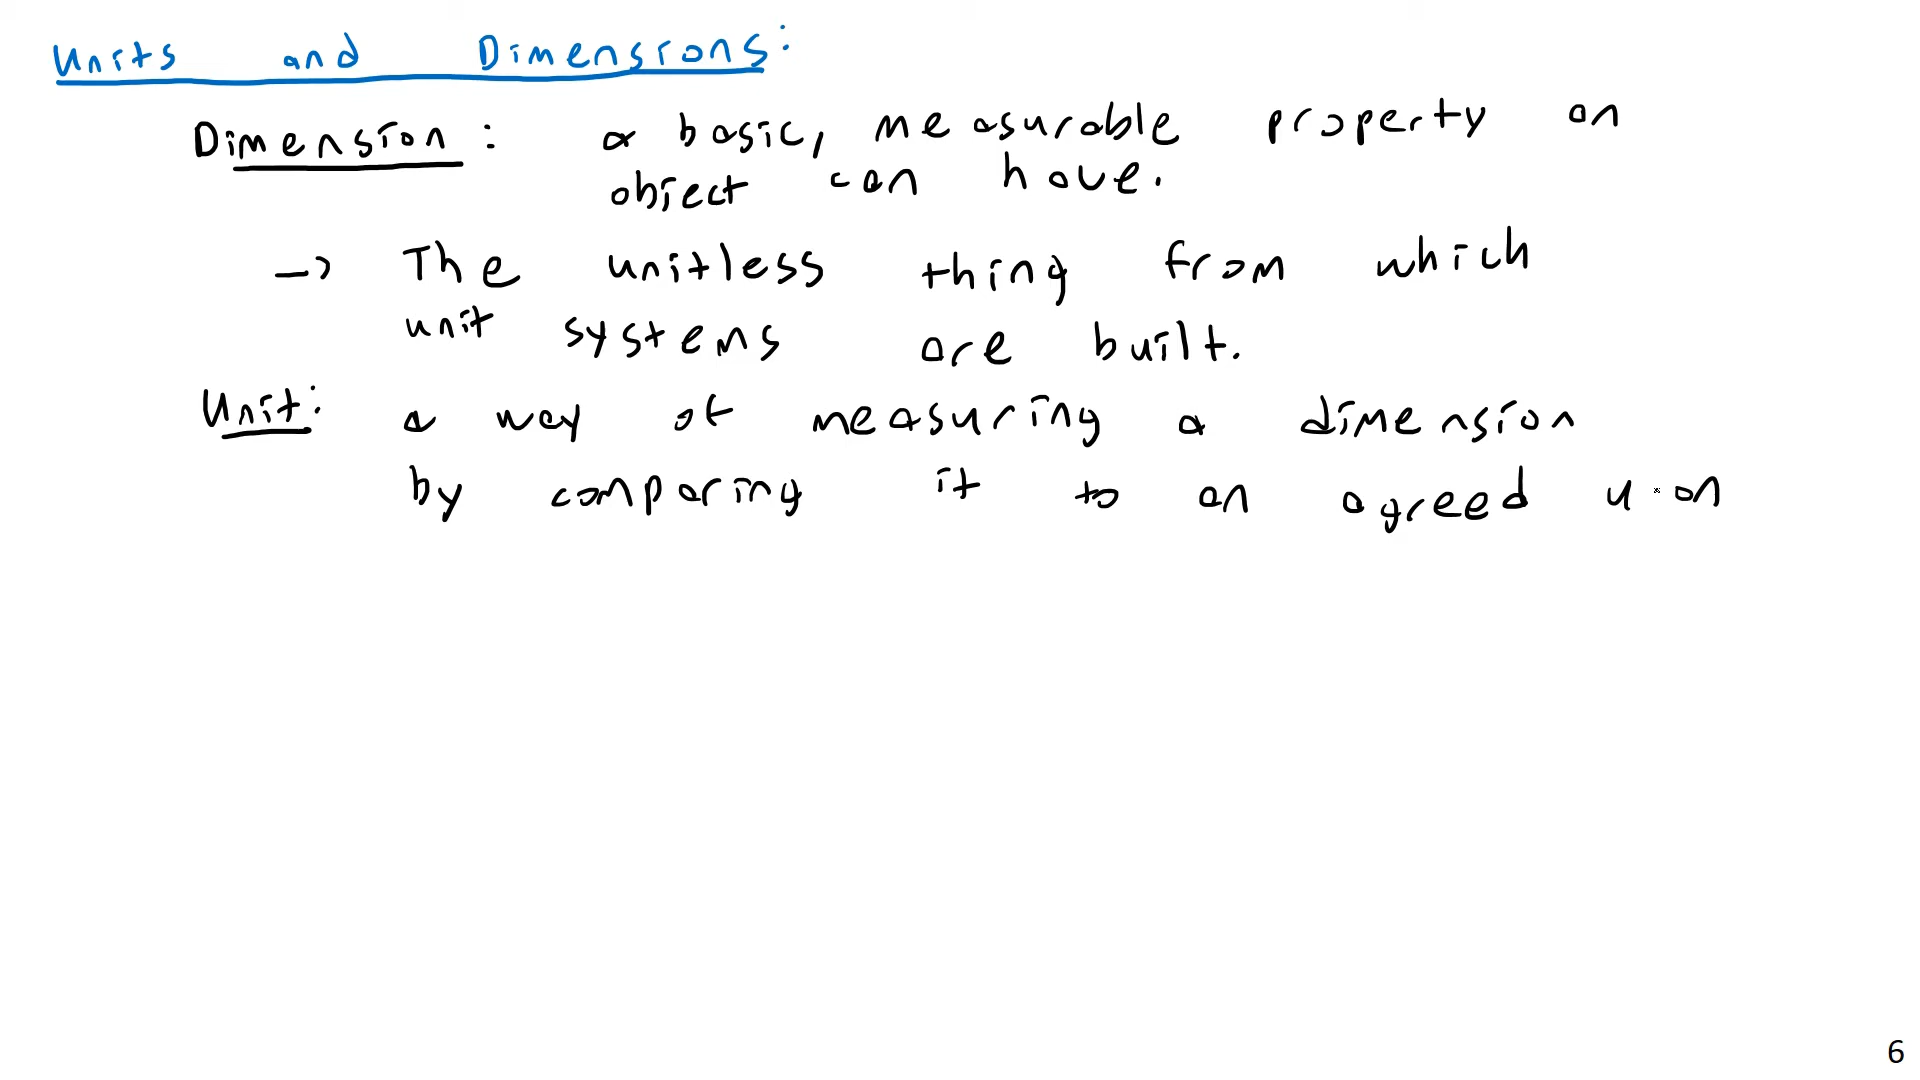 Units and Dimensions:
Dimension: a basic, measurable property an
object can have.
-> The unitless thing from which
unit systems are built.
Unit: a way of measuring a dimension
by comparing it to an agreed
6